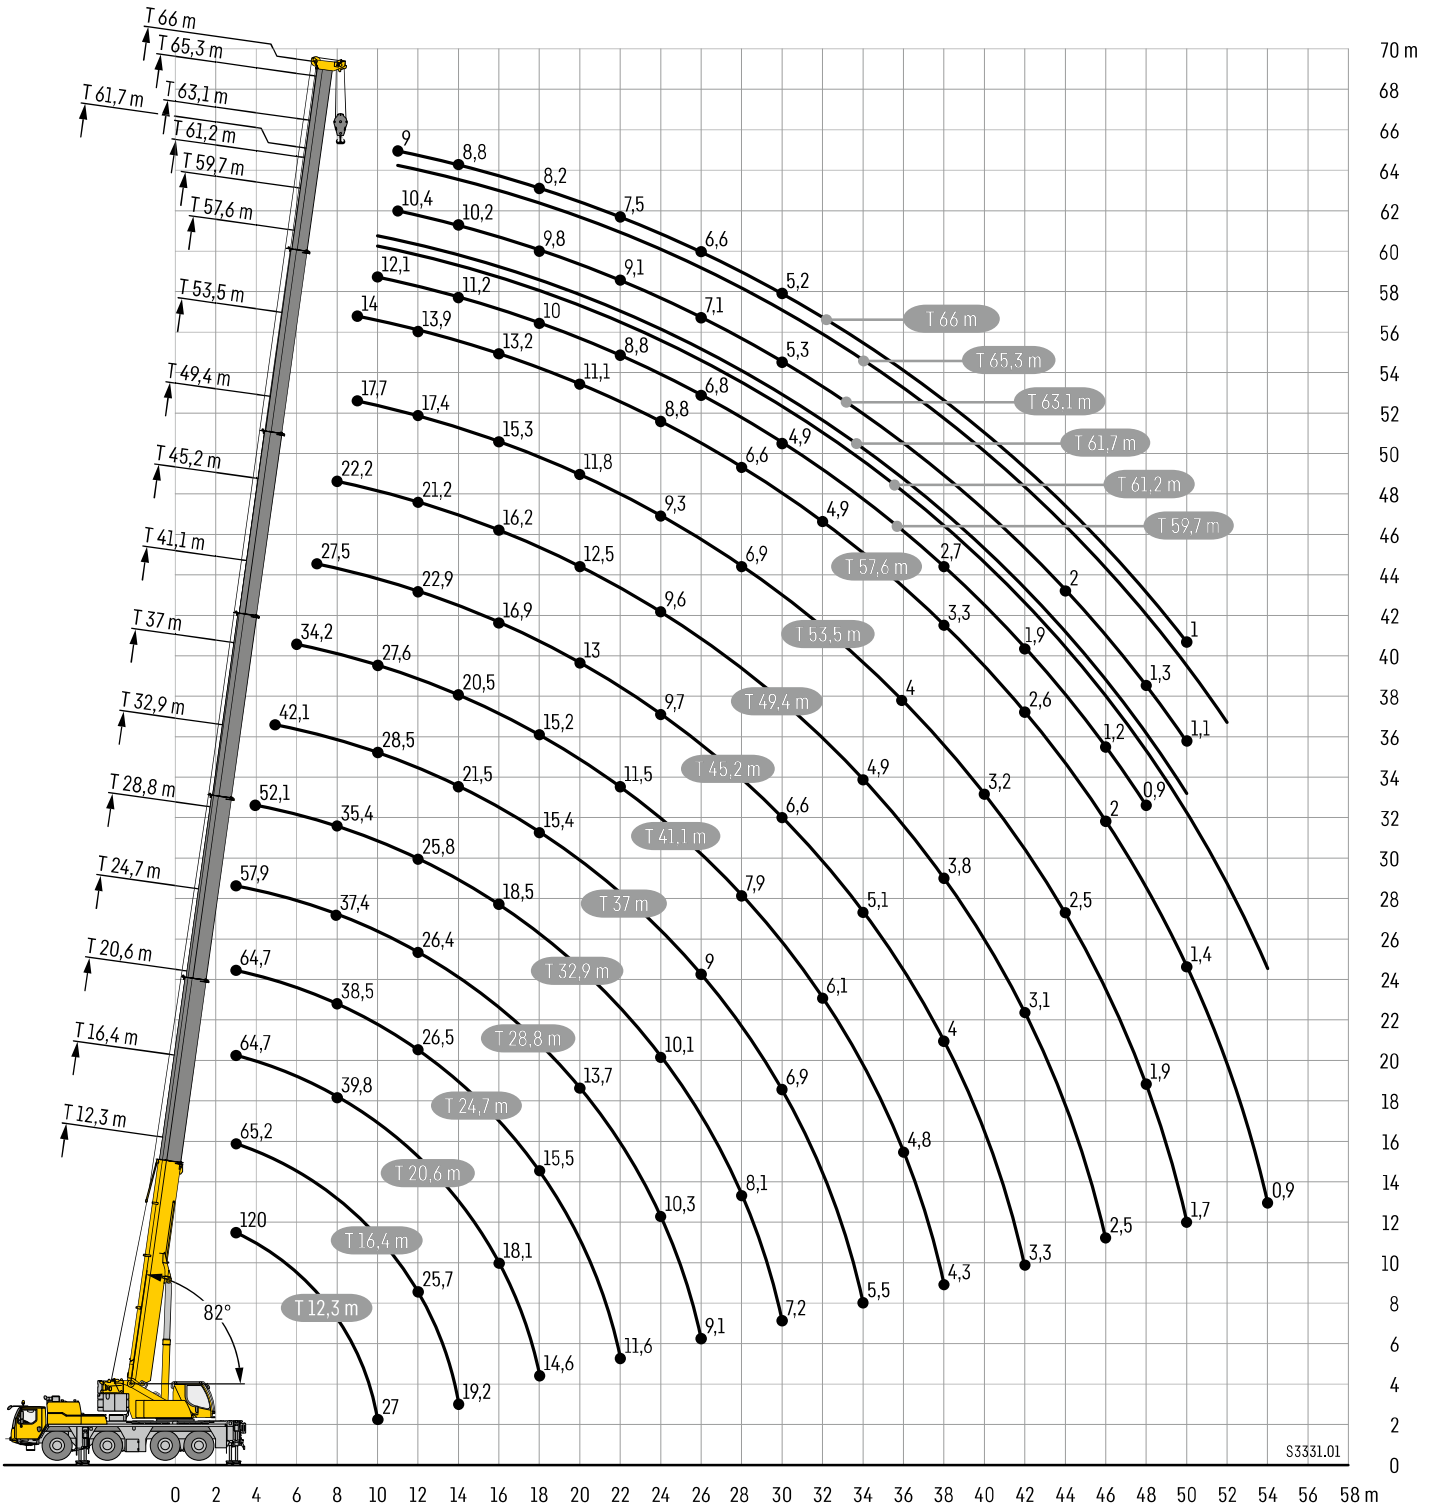 T 66 m
T 65,3 m
T 63,1 m
T 61,7 m
T 61,2 m
T 59,7 m
T 57,6 m
T 53,5 m
T 49,4 m
T 45,2 m
T 41,1 m
T 37 m
T 32,9 m
T 28,8 m
T 24,7 m
T 20,6 m
T 16,4 m
T 12,3 m
82°
9 8,8 8,2 7,5 6,6 5,2 1
T 66 m
T 65,3 m
10,4 10,2 9,8 9,1 7,1 5,3 2 1,3 1,1
T 63,1 m
T 61,7 m
T 61,2 m
12,1 11,2 10 8,8 6,8 4,9 2,7 1,9 1,2 0,9
T 59,7 m
14 13,9 13,2 11,1 8,8 6,6 4,9 3,3 2,6 2 1,4 0,9
T 57,6 m
17,7 17,4 15,3 11,8 9,3 6,9 4 3,2 2,5 1,9 1,7
T 53,5 m
22,2 21,2 16,2 12,5 9,6 4,9 3,8 3,1 2,5
T 49,4 m
27,5 22,9 16,9 13 9,7 6,6 5,1 4 3,3
T 45,2 m
34,2 27,6 20,5 15,2 11,5 7,9 6,1 4,8 4,3
T 41,1 m
42,1 28,5 21,5 15,4 9 6,9 5,5
T 37 m
52,1 35,4 25,8 18,5 10,1 8,1 7,2
T 32,9 m
57,9 37,4 26,4 13,7 10,3 9,1
T 28,8 m
64,7 38,5 26,5 15,5 11,6
T 24,7 m
64,7 39,8 18,1 14,6
T 20,6 m
65,2 25,7 19,2
T 16,4 m
120 27
T 12,3 m
70 m
68
66
64
62
60
58
56
54
52
50
48
46
44
42
40
38
36
34
32
30
28
26
24
22
20
18
16
14
12
10
8
6
4
2
0
S3331.01
0 2 4 6 8 10 12 14 16 18 20 22 24 26 28 30 32 34 36 38 40 42 44 46 48 50 52 54 56 58 m